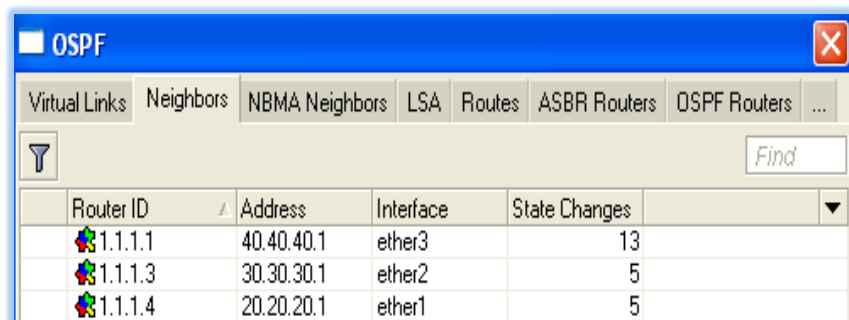 OSPF
Virtual Links Neighbors NBMA Neighbors LSA Routes ASBR Routers OSPF Routers ...
Find
Router ID Address Interface State Changes
1.1.1.1 40.40.40.1 ether3 13
1.1.1.3 30.30.30.1 ether2 5
1.1.1.4 20.20.20.1 ether1 5